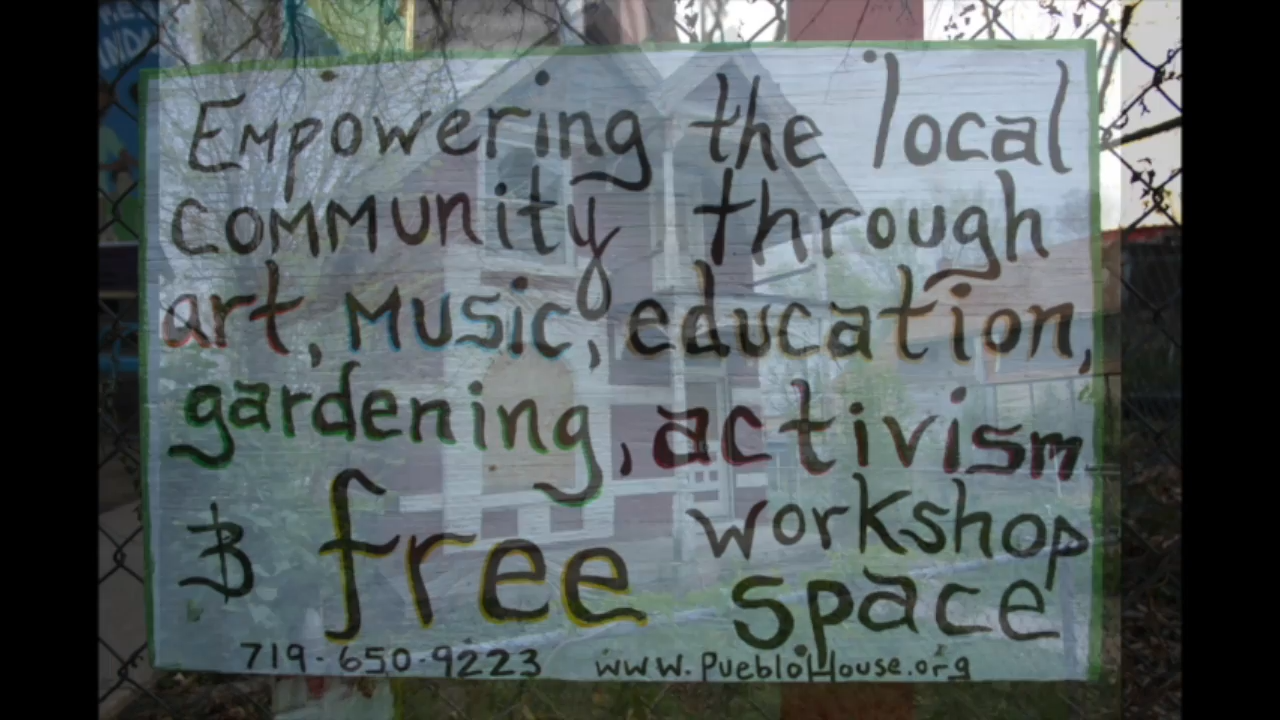 Empowering the local
community through
art, music, education,
gardening, activism
& free workshop
space
719-650-9223 www.PuebloHouse.org